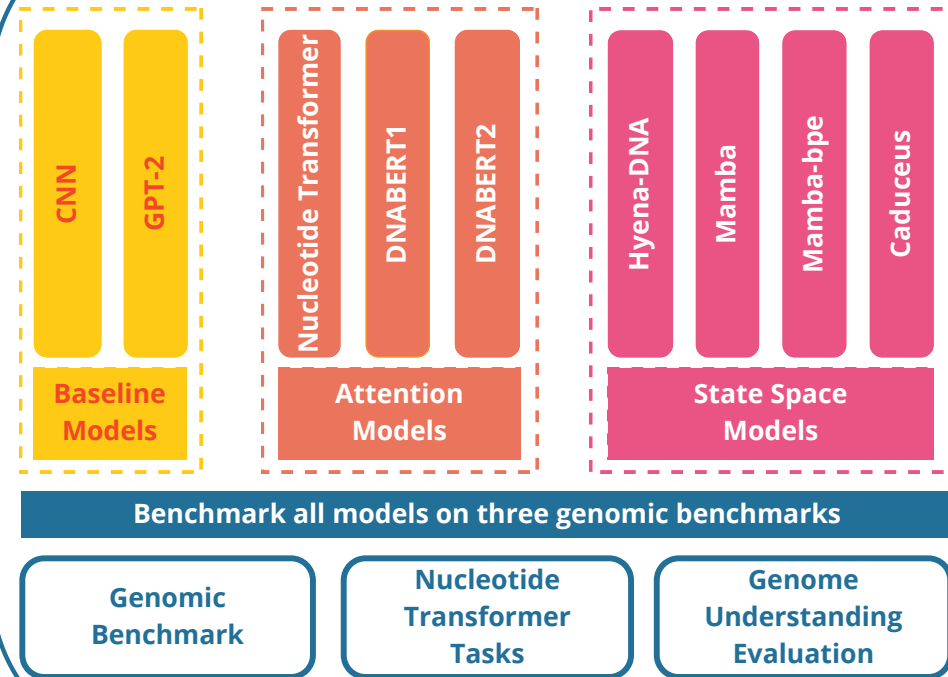 CNN
GPT-2
Nucleotide Transformer
DNABERT1
DNABERT2
Hyena-DNA
Mamba
Mamba-bpe
Caduceus
Baseline
Models
Attention
Models
State Space
Models
Benchmark all models on three genomic benchmarks
Genomic
Benchmark
Nucleotide
Transformer
Tasks
Genome
Understanding
Evaluation